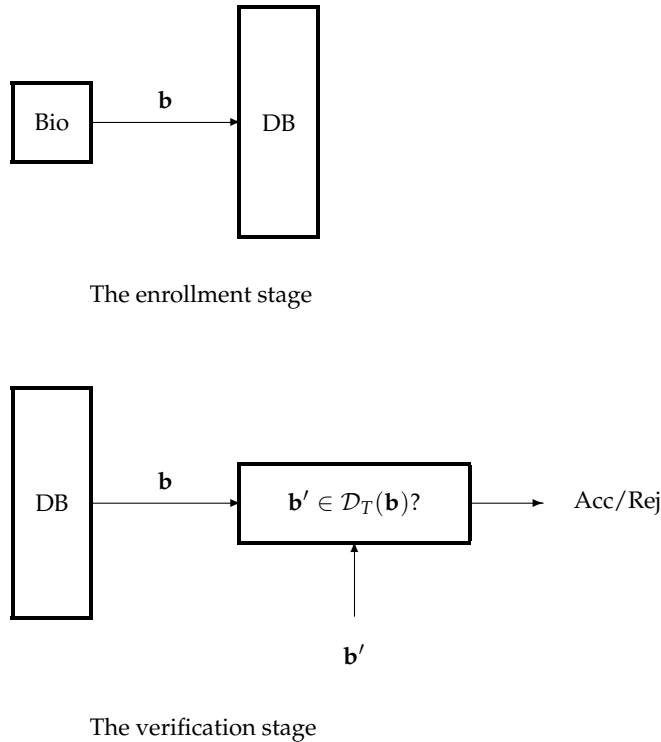 b
Bio
DB
The enrollment stage
b
DB
b′ ∈ 𝒟_T(b)?
Acc/Rej
b′
The verification stage